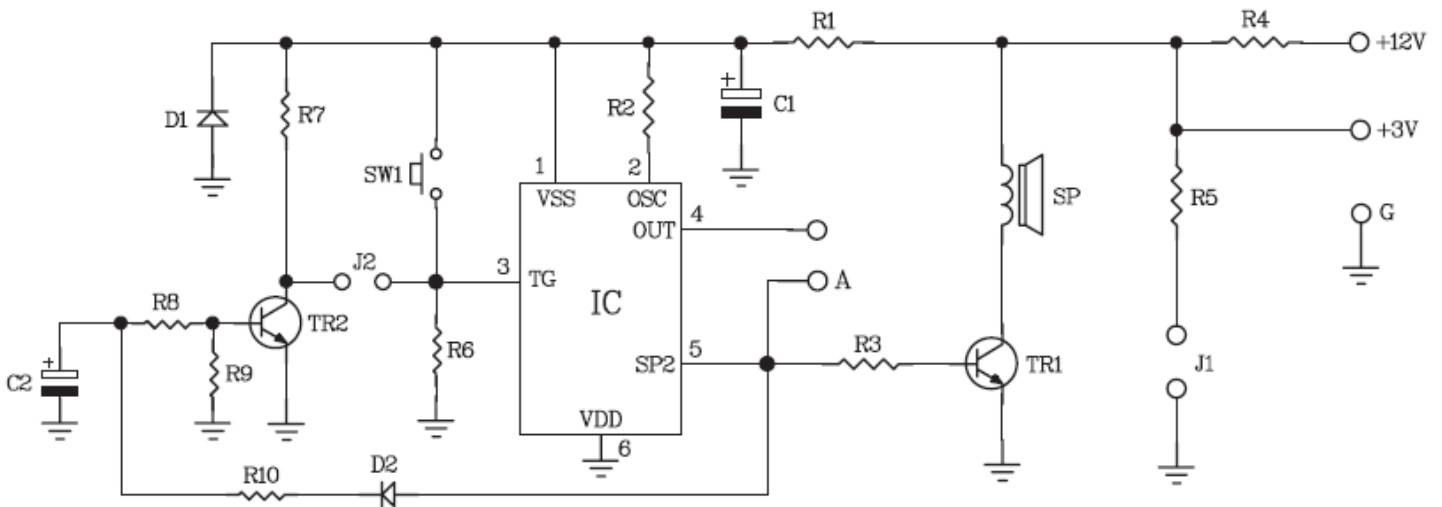 R1
R4
+12V
+
C1
D1
R7
R2
+3V
SW1
1
2
VSS
OSC
SP
R5
4
OUT
G
J2
3
TG
A
IC
R8
TR2
R6
R3
+
C2
R9
SP2
5
TR1
J1
VDD
6
R10
D2